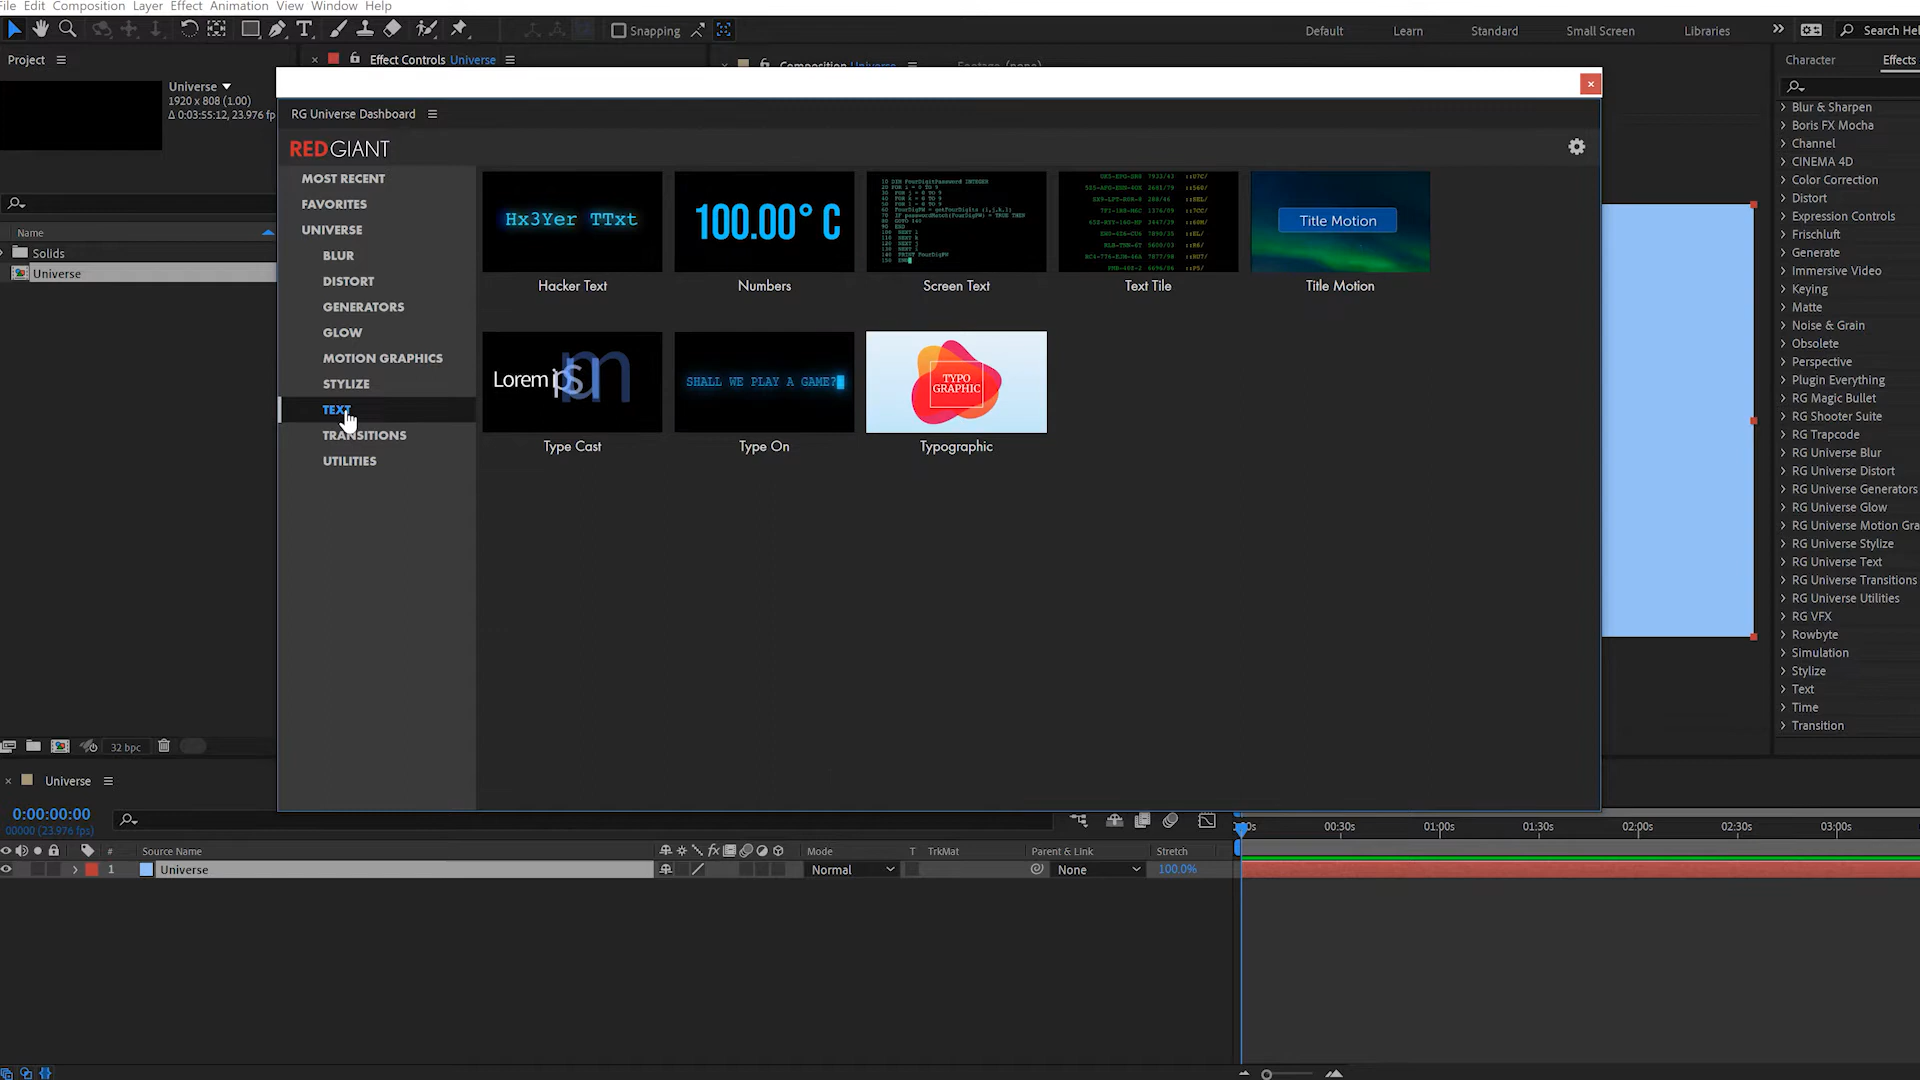 File Edit Composition Layer Effect Animation View Window Help
Snapping
Default
Learn
Standard
Small Screen
Libraries
Search Hel
Project
Effect Controls Universe
Composition Universe
Footage (none)
Character
Effects
Universe
1920 x 808 (1.00)
Δ 0:03:55:12, 23.976 fp
RG Universe Dashboard
REDGIANT
MOST RECENT
FAVORITES
UNIVERSE
BLUR
DISTORT
GENERATORS
GLOW
MOTION GRAPHICS
STYLIZE
TEXT
TRANSITIONS
UTILITIES
Hx3Yer TTxt
Hacker Text
100.00° C
Numbers
Screen Text
Text Tile
Title Motion
Title Motion
Lorem ips
Type Cast
SHALL WE PLAY A GAME?
Type On
TYPO
GRAPHIC
Typographic
Name
Solids
Universe
Blur & Sharpen
Boris FX Mocha
Channel
CINEMA 4D
Color Correction
Distort
Expression Controls
Frischluft
Generate
Immersive Video
Keying
Matte
Noise & Grain
Obsolete
Perspective
Plugin Everything
RG Magic Bullet
RG Shooter Suite
RG Trapcode
RG Universe Blur
RG Universe Distort
RG Universe Generators
RG Universe Glow
RG Universe Motion Gra
RG Universe Stylize
RG Universe Text
RG Universe Transitions
RG Universe Utilities
RG VFX
Rowbyte
Simulation
Stylize
Text
Time
Transition
32 bpc
Universe
0:00:00:00
00000 (23.976 fps)
00s 00:30s 01:00s 01:30s 02:00s 02:30s 03:00s
# Source Name Mode T TrkMat Parent & Link Stretch
1 Universe Normal None 100.0%